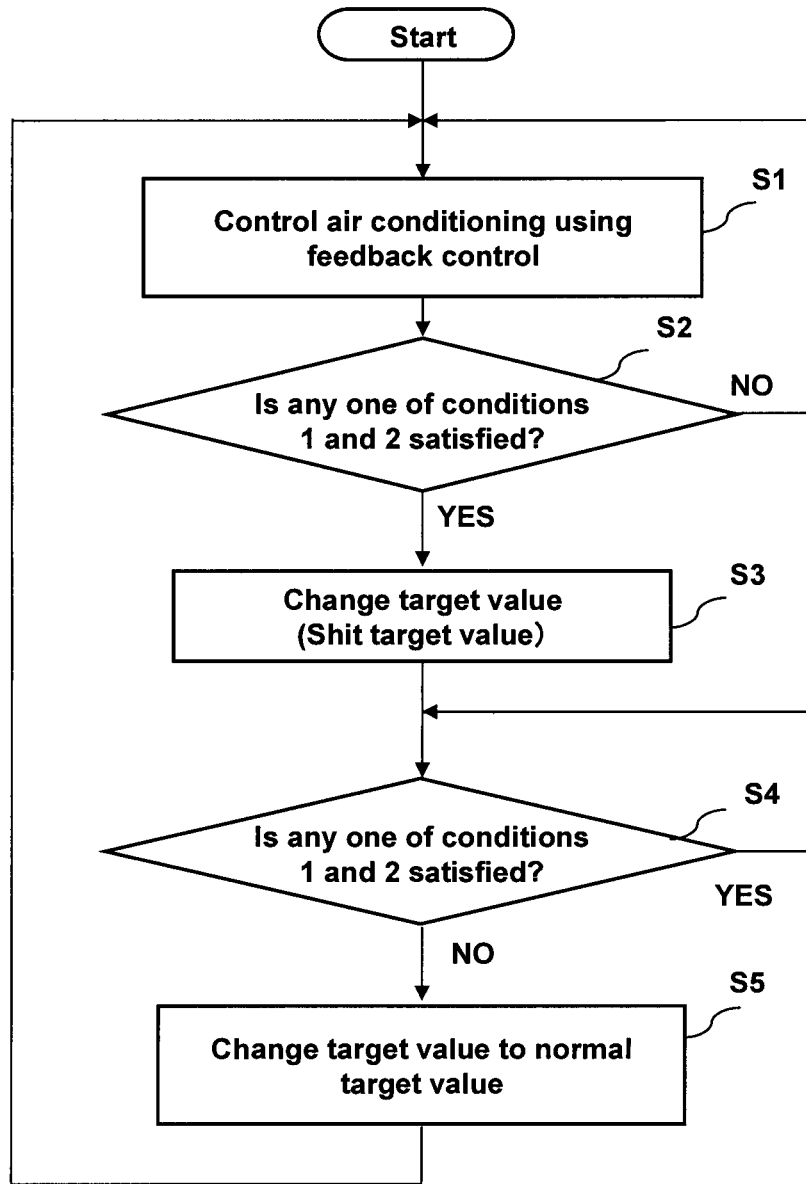 Start
S1
Control air conditioning using
feedback control
S2
Is any one of conditions
1 and 2 satisfied?
NO
YES
S3
Change target value
(Shit target value）
S4
Is any one of conditions
1 and 2 satisfied?
YES
NO
S5
Change target value to normal
target value